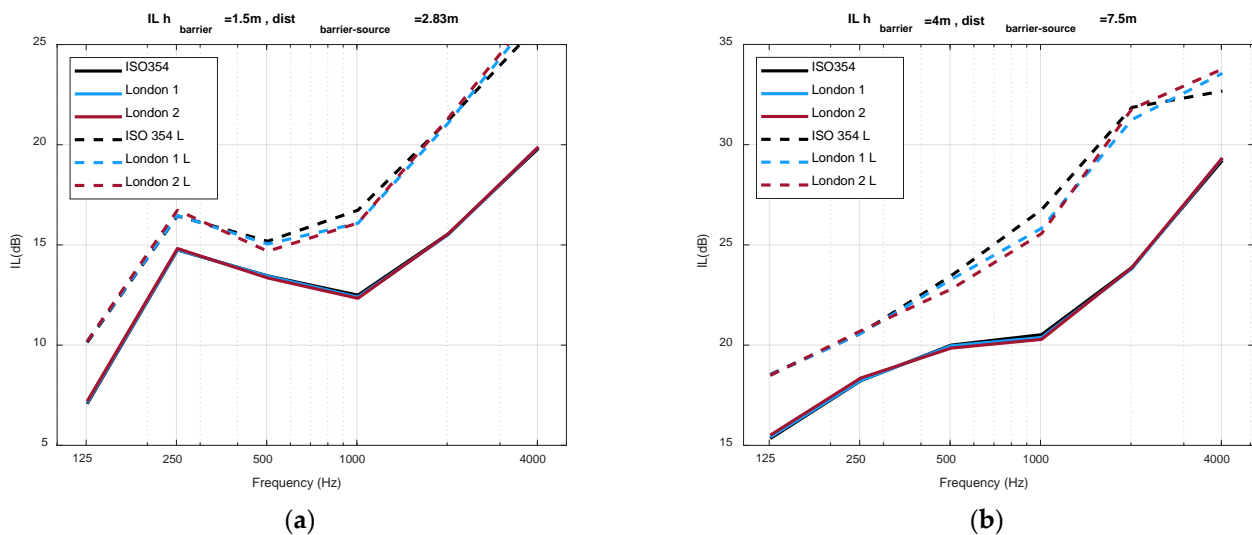 IL h barrier =1.5m , dist barrier-source =2.83m
25
20
15
10
5
IL(dB)
ISO354
London 1
London 2
ISO 354 L
London 1 L
London 2 L
125 250 500 1000 4000
Frequency (Hz)
(a)
IL h barrier =4m , dist barrier-source =7.5m
35
30
25
20
15
IL(dB)
ISO354
London 1
London 2
ISO 354 L
London 1 L
London 2 L
125 250 500 1000 4000
Frequency (Hz)
(b)